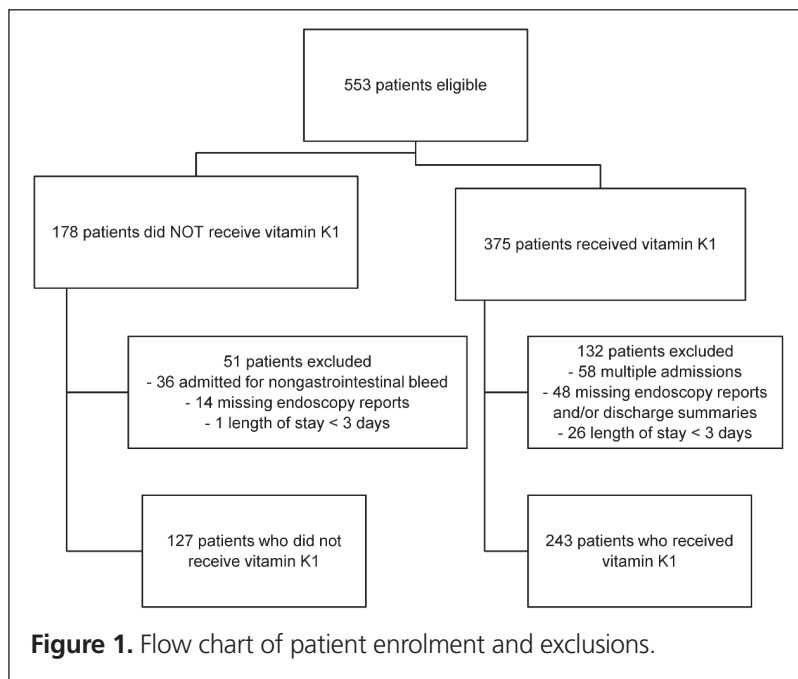 553 patients eligible
178 patients did NOT receive vitamin K1
375 patients received vitamin K1
51 patients excluded
- 36 admitted for nongastrointestinal bleed
- 14 missing endoscopy reports
- 1 length of stay < 3 days
132 patients excluded
- 58 multiple admissions
- 48 missing endoscopy reports
and/or discharge summaries
- 26 length of stay < 3 days
127 patients who did not
receive vitamin K1
243 patients who received
vitamin K1
Figure 1. Flow chart of patient enrolment and exclusions.